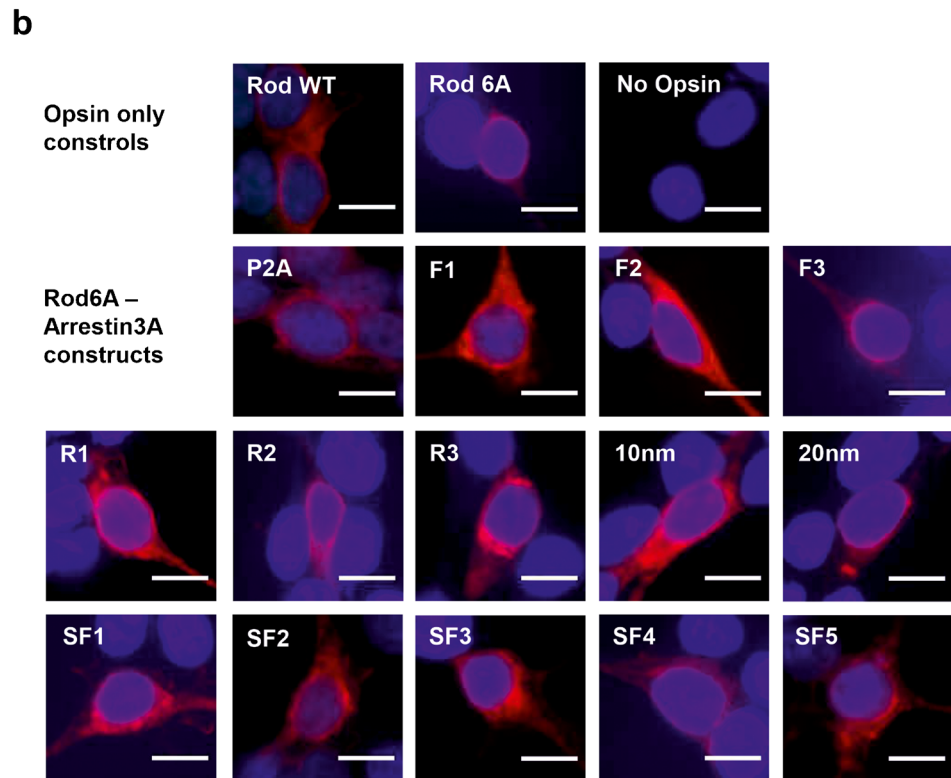 b
Opsin only
constrols
Rod WT
Rod 6A
No Opsin
Rod6A –
Arrestin3A
constructs
P2A
F1
F2
F3
R1
R2
R3
10nm
20nm
SF1
SF2
SF3
SF4
SF5